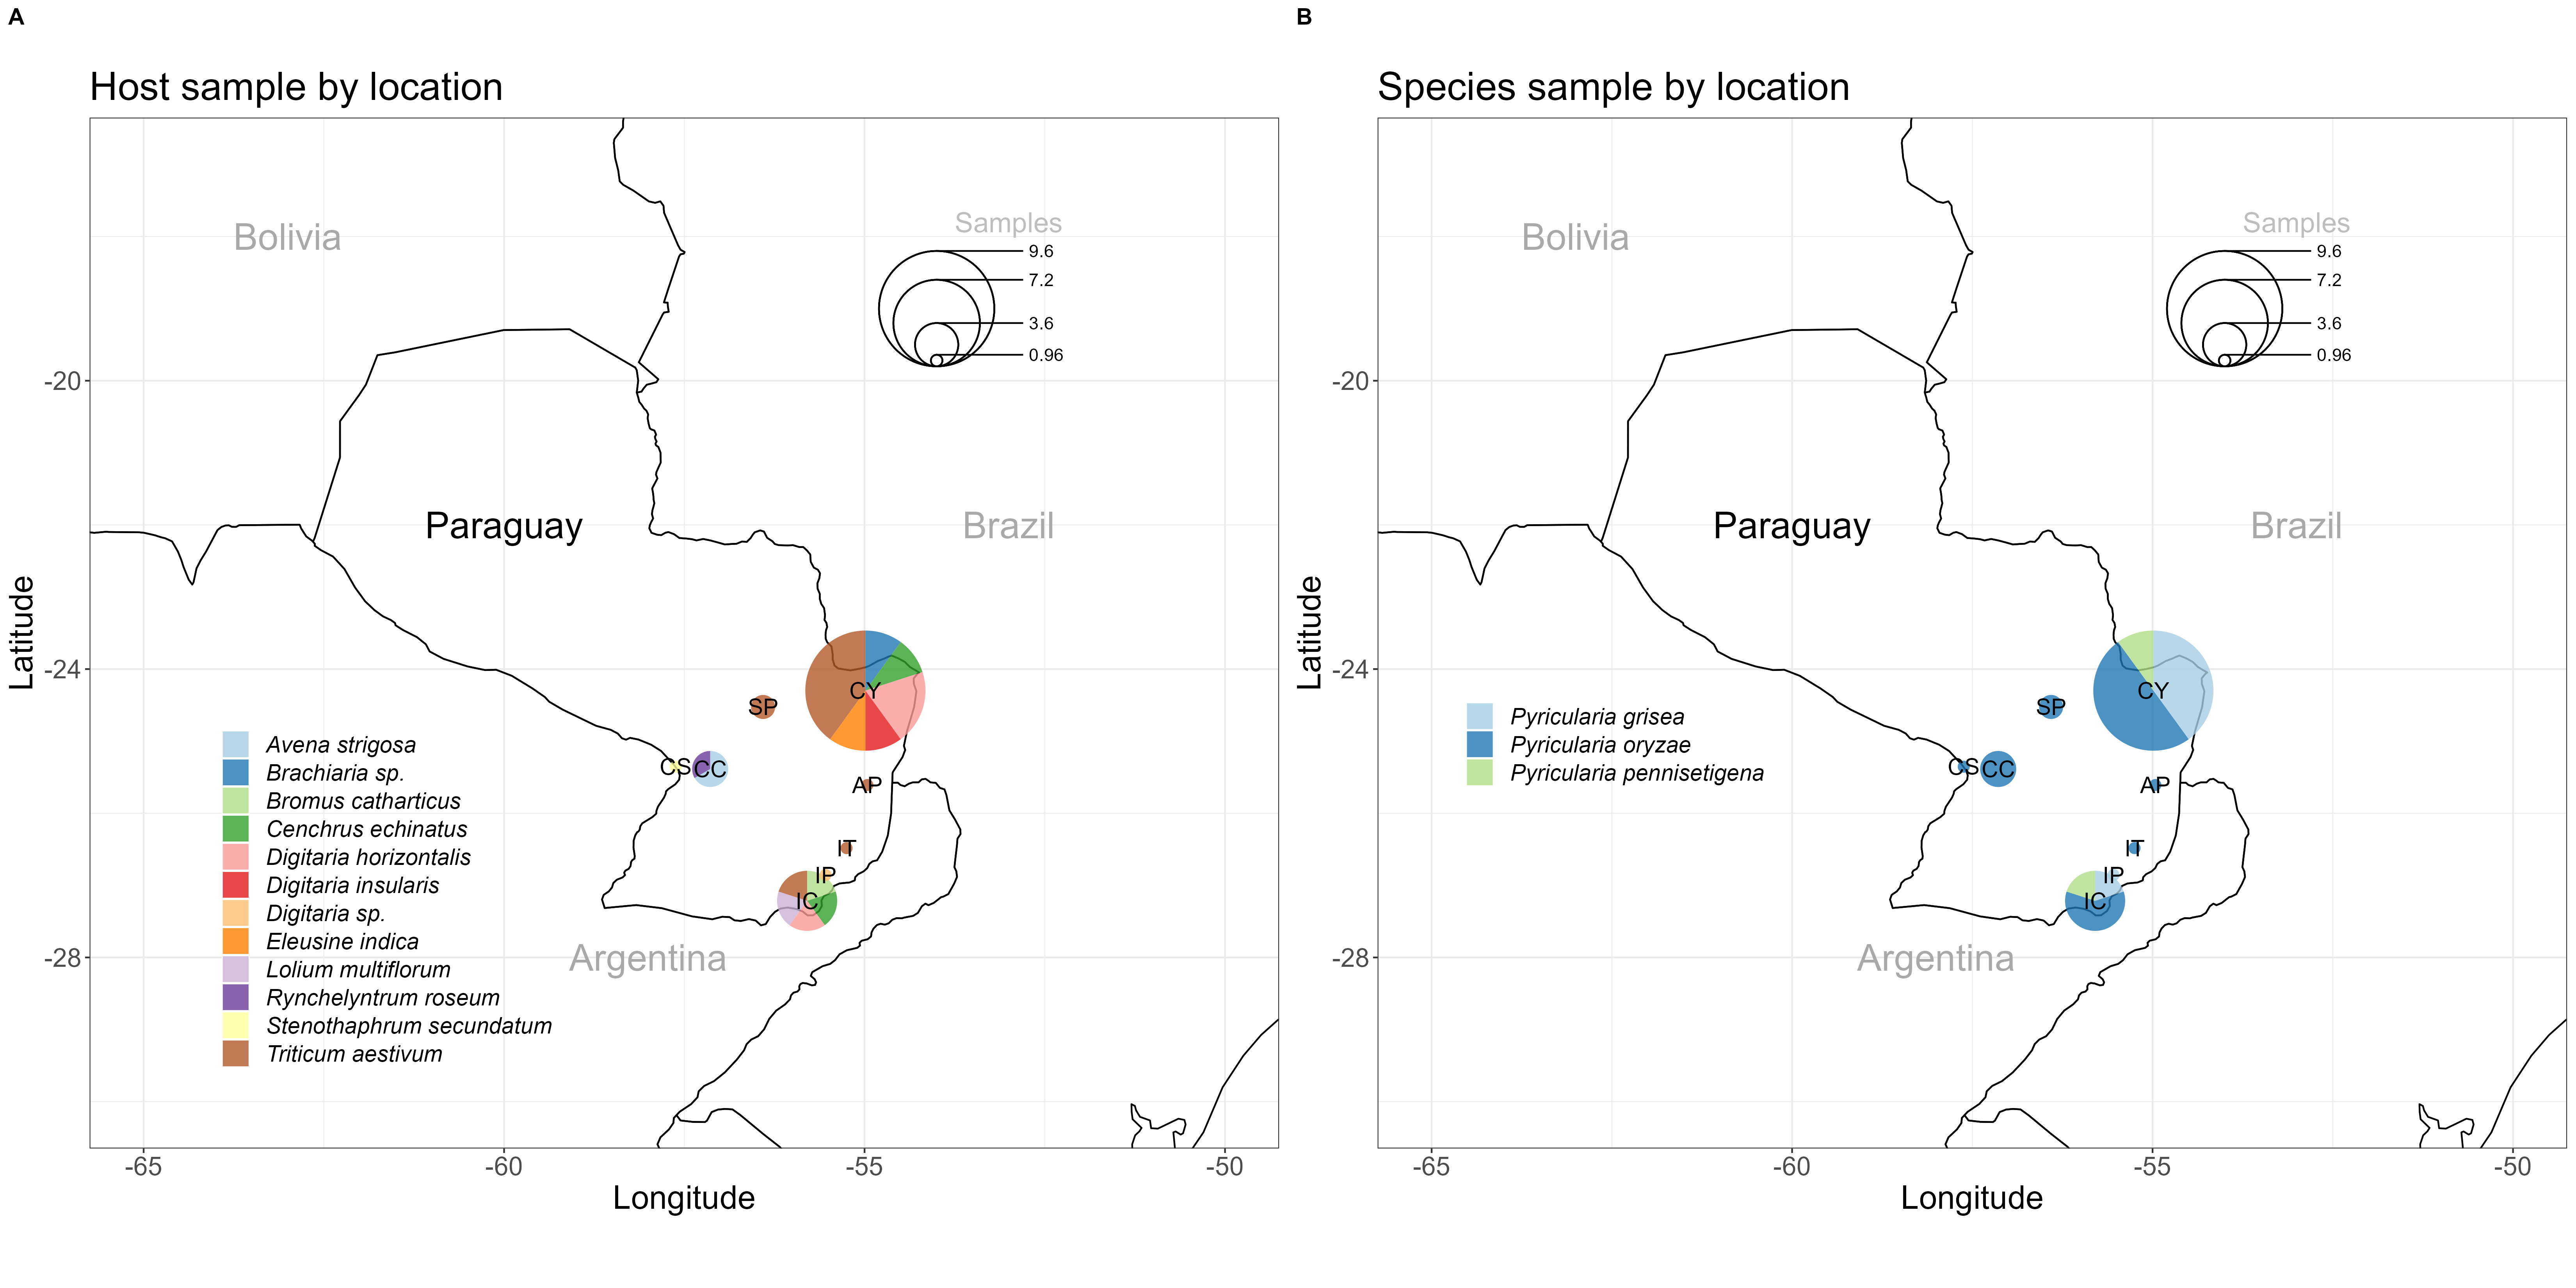 A
Host sample by location
Bolivia
Samples
9.6
7.2
3.6
0.96
Paraguay
Brazil
CY
SP
CS
CC
AP
IT
IP
IC
Argentina
Avena strigosa
Brachiaria sp.
Bromus catharticus
Cenchrus echinatus
Digitaria horizontalis
Digitaria insularis
Digitaria sp.
Eleusine indica
Lolium multiflorum
Rynchelyntrum roseum
Stenothaphrum secundatum
Triticum aestivum
Latitude
-20
-24
-28
-65
-60
-55
-50
Longitude
B
Species sample by location
Bolivia
Samples
9.6
7.2
3.6
0.96
Paraguay
Brazil
CY
SP
CS
CC
AP
IT
IP
IC
Argentina
Pyricularia grisea
Pyricularia oryzae
Pyricularia pennisetigena
Latitude
-20
-24
-28
-65
-60
-55
-50
Longitude